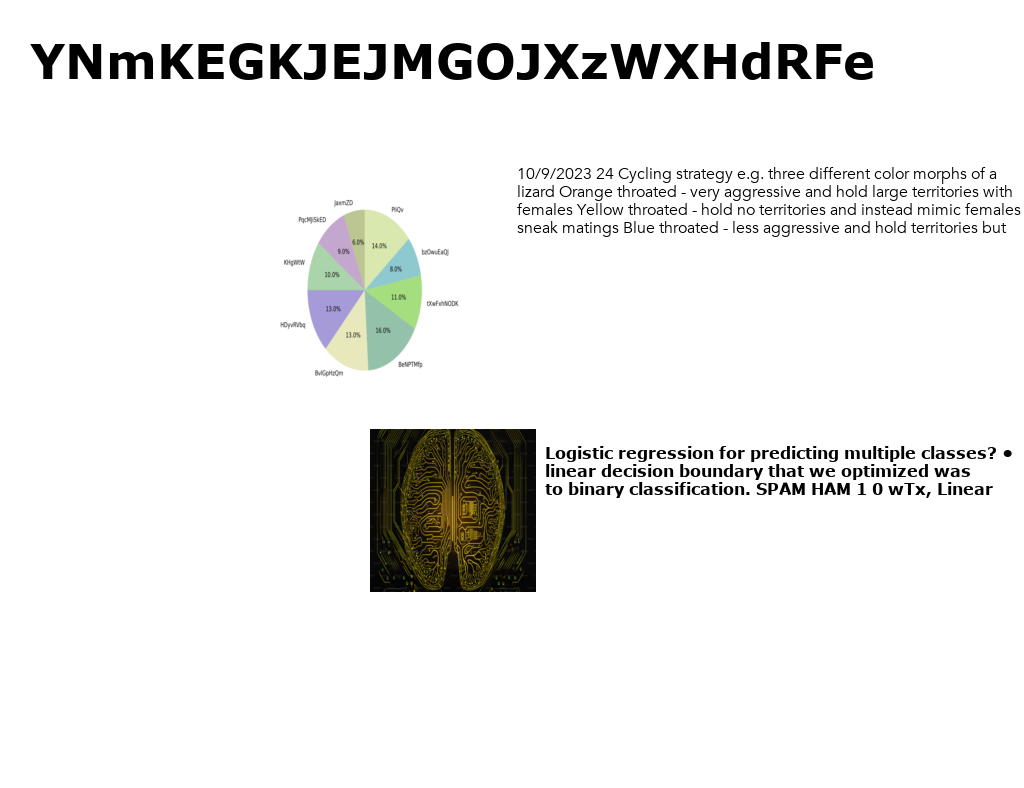 YNmKEGKJEJMGOJXzWXHdRFe
10/9/2023 24 Cycling strategy e.g. three different color morphs of a
lizard Orange throated - very aggressive and hold large territories with
females Yellow throated - hold no territories and instead mimic females
sneak matings Blue throated - less aggressive and hold territories but
JaxmZD
PliQv
PqcMJiSkED
6.0%
14.0%
9.0%
bzOwuEaQJ
KHgWtW
8.0%
10.0%
11.0%
tXwFxhNODK
13.0%
HDyvRVbq
16.0%
13.0%
BeNPTMfp
BvlGpHzQm
Logistic regression for predicting multiple classes? •
linear decision boundary that we optimized was
to binary classification. SPAM HAM 1 0 wTx, Linear